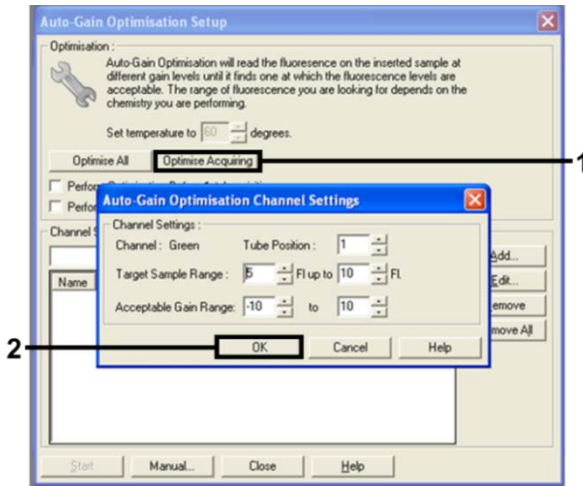 Auto-Gain Optimisation Setup
Optimisation :
Auto-Gain Optimisation will read the fluoresence on the inserted sample at
different gain levels until it finds one at which the fluorescence levels are
acceptable. The range of fluorescence you are looking for depends on the
chemistry you are performing.
Set temperature to 60 degrees.
Optimise All Optimise Acquiring
1
Perform
Channel
Name
Add...
Edit...
Auto-Gain Optimisation Channel Settings
Channel Settings :
Channel : Green Tube Position : 1
Target Sample Range : 5 Fl up to 10 Fl.
Acceptable Gain Range: -10 to 10
2
OK Cancel Help
Start Manual... Close Help